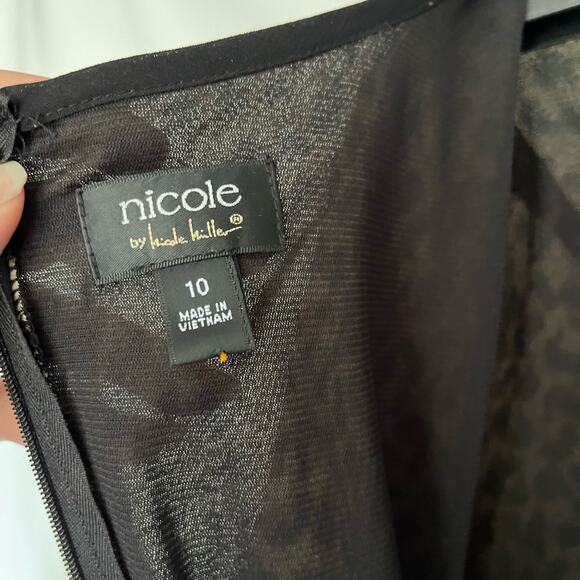 nicole
by Nicole Miller ®
10
MADE IN
VIETNAM